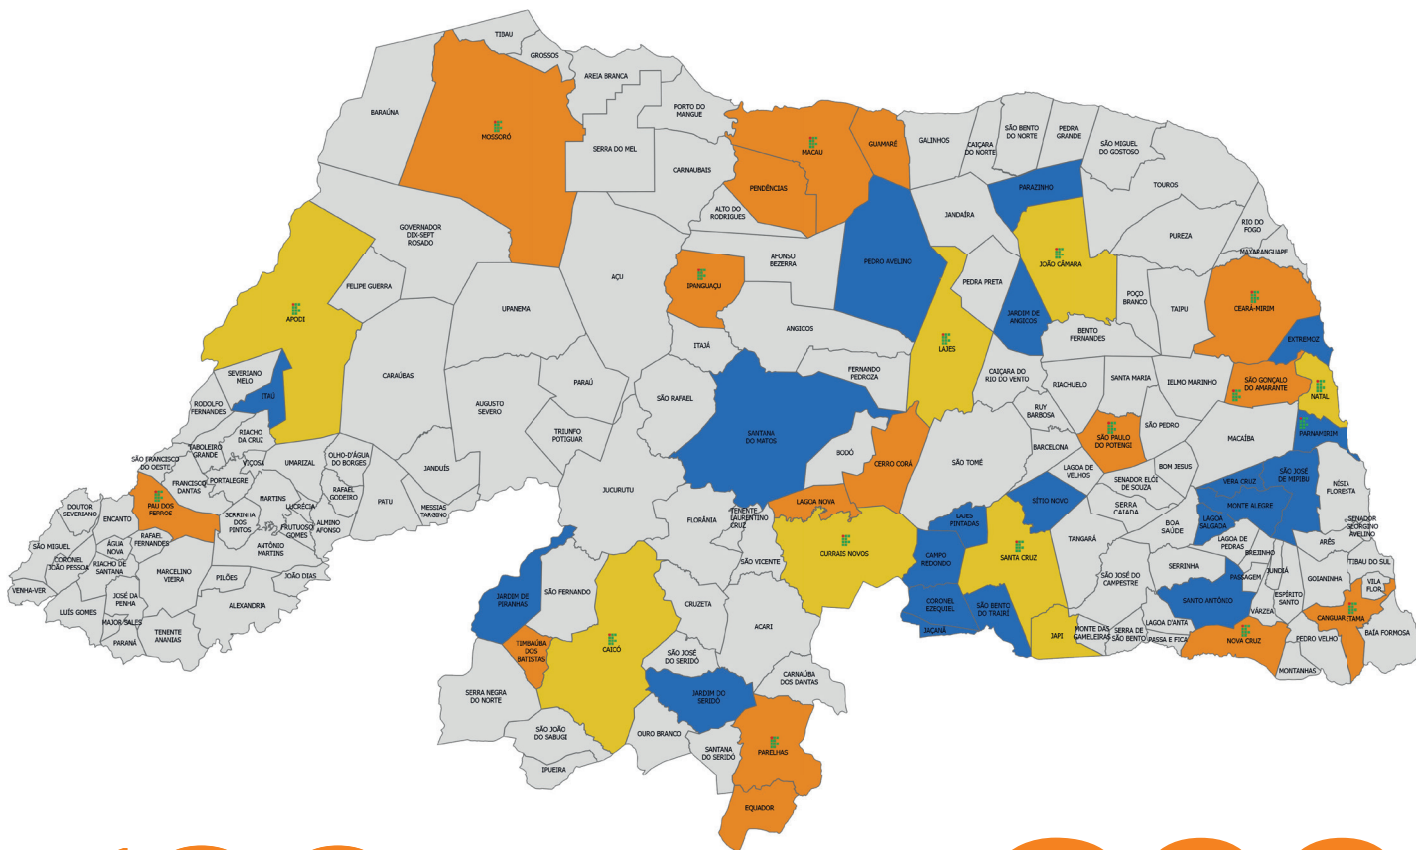 TIBAU
GROSSOS
AREIA BRANCA
BARAÚNA
PORTO DO
MANGUE
MOSSORÓ
SERRA DO MEL
MACAU
GUAMARÉ
GALINHOS
CAIÇARA
DO NORTE
SÃO BENTO
DO NORTE
PEDRA
GRANDE
SÃO MIGUEL
DO GOSTOSO
CARNAUBAIS
PENDÊNCIAS
PARAZINHO
TOUROS
ALTO DO
RODRIGUES
JANDAÍRA
RIO DO
FOGO
GOVERNADOR
DIX-SEPT
ROSADO
PUREZA
AFONSO
BEZERRA
PEDRO AVELINO
JOÃO CÂMARA
MAXARANGUAPE
AÇU
IPANGUAÇU
FELIPE GUERRA
PEDRA PRETA
POÇO
BRANCO
UPANEMA
TAIPU
CEARÁ-MIRIM
APODI
JARDIM DE
ANGICOS
ANGICOS
BENTO
FERNANDES
EXTREMOZ
ITAJÁ
LAJES
SEVERIANO
MELO
CARAÚBAS
PARAÚ
FERNANDO
PEDROZA
CAIÇARA DO
RIO DO VENTO
RIACHUELO
SANTA MARIA
IELMO MARINHO
SÃO GONÇALO
DO AMARANTE
NATAL
ITAÚ
SÃO RAFAEL
RODOLFO
FERNANDES
AUGUSTO
SEVERO
RUY
BARBOSA
SÃO PEDRO
PARNAMIRIM
RIACHO
DA CRUZ
TRIUNFO
POTIGUAR
SANTANA
DO MATOS
SÃO PAULO
DO POTENGI
MACAÍBA
TABOLEIRO
GRANDE
BODÓ
BARCELONA
SÃO FRANCISCO
DO OESTE
VIÇOSA
UMARIZAL
OLHO-D'ÁGUA
DO BORGES
JANDUÍS
CERRO CORÁ
SÃO TOMÉ
LAGOA DE
VELHOS
BOM JESUS
SÃO JOSÉ
DE MIPIBU
FRANCISCO
DANTAS
PORTALEGRE
RAFAEL
GODEIRO
PATU
JUCURUTU
SENADOR ELÓI
DE SOUZA
VERA CRUZ
NÍSIA
FLORESTA
MARTINS
LUCRÉCIA
MESSIAS
TARGINO
LAGOA NOVA
SÍTIO NOVO
MONTE ALEGRE
DOUTOR
SEVERIANO
ENCANTO
PAU DOS
FERROS
SERRINHA
DOS
PINTOS
FRUTUOSO
GOMES
ALMINO
AFONSO
FLORÂNIA
TENENTE
LAURENTINO
CRUZ
LAJES
PINTADAS
SERRA
CAIADA
BOA
SAÚDE
LAGOA
SALGADA
SENADOR
GEORGINO
AVELINO
RAFAEL
FERNANDES
ANTÔNIO
MARTINS
SÃO MIGUEL
ÁGUA
NOVA
CURRAIS NOVOS
CAMPO
REDONDO
SANTA CRUZ
TANGARÁ
LAGOA DE
PEDRAS
BREJINHO
ARÊS
CORONEL
JOÃO PESSOA
RIACHO DE
SANTANA
MARCELINO
VIEIRA
PILÕES
JOÃO DIAS
SÃO VICENTE
SERRINHA
JUNDIÁ
TIBAU DO SUL
VENHA-VER
SÃO FERNANDO
SÃO JOSÉ DO
CAMPESTRE
PASSAGEM
GOIANINHA
VILA
FLOR
JOSÉ DA
PENHA
JARDIM DE
PIRANHAS
CRUZETA
CORONEL
EZEQUIEL
SÃO BENTO
DO TRAIRÍ
SANTO ANTÔNIO
ESPÍRITO
SANTO
LUÍS GOMES
ALEXANDRIA
ACARI
VÁRZEA
MAJOR SALES
LAGOA D'ANTA
CANGUARETAMA
JAÇANÃ
JAPI
MONTE DAS
GAMELEIRAS
SERRA DE
SÃO BENTO
PASSA E FICA
NOVA CRUZ
PEDRO VELHO
BAÍA FORMOSA
PARANÁ
TENENTE
ANANIAS
TIMBAÚBA
DOS
BATISTAS
CAICÓ
SÃO JOSÉ
DO SERIDÓ
MONTANHAS
CARNAÚBA
DOS DANTAS
SERRA NEGRA
DO NORTE
JARDIM DO
SERIDÓ
SÃO JOÃO
DO SABUGI
OURO BRANCO
SANTANA
DO SERIDÓ
PARELHAS
IPUEIRA
EQUADOR